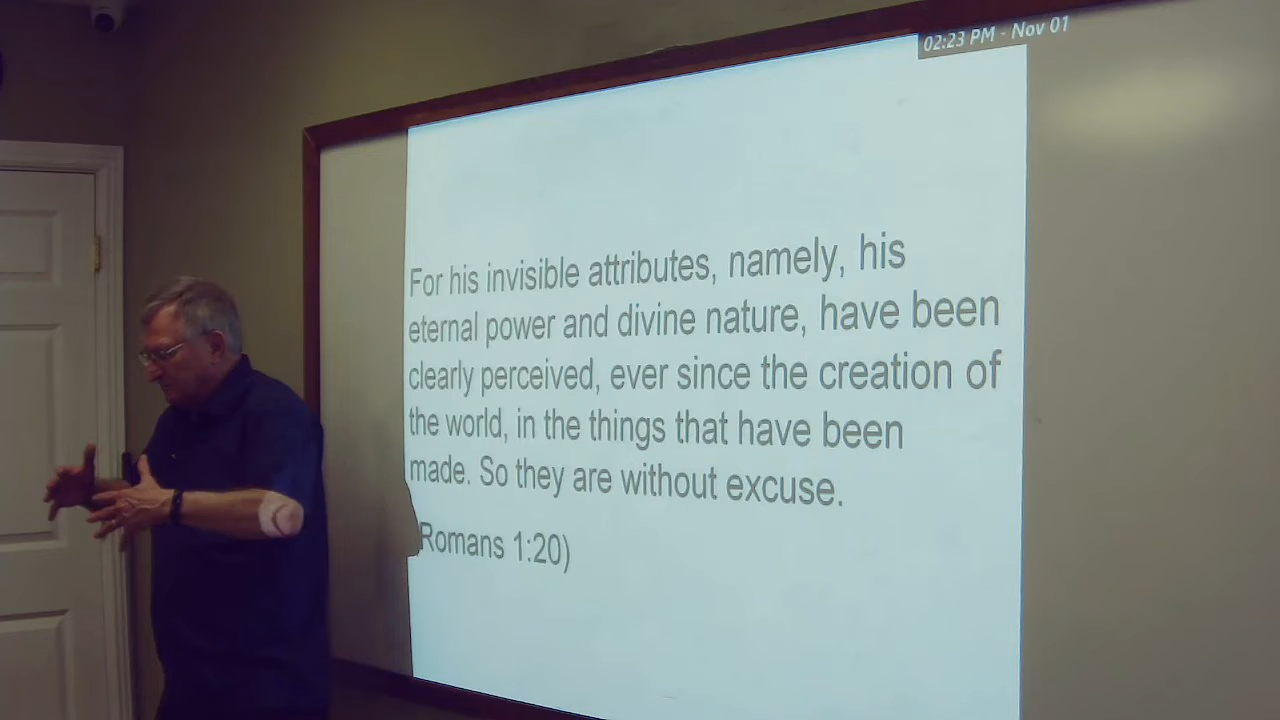 02:23 PM - Nov 01
For his invisible attributes, namely, his
eternal power and divine nature, have been
clearly perceived, ever since the creation of
the world, in the things that have been
made. So they are without excuse.
Romans 1:20)